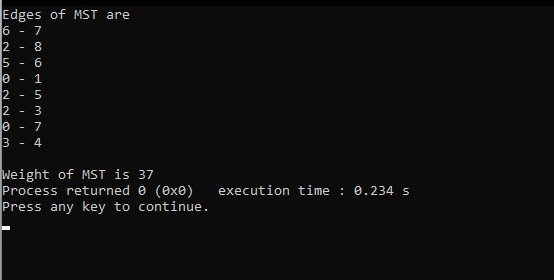 Edges of MST are
6 - 7
2 - 8
5 - 6
0 - 1
2 - 5
2 - 3
0 - 7
3 - 4
Weight of MST is 37
Process returned 0 (0x0)   execution time : 0.234 s
Press any key to continue.